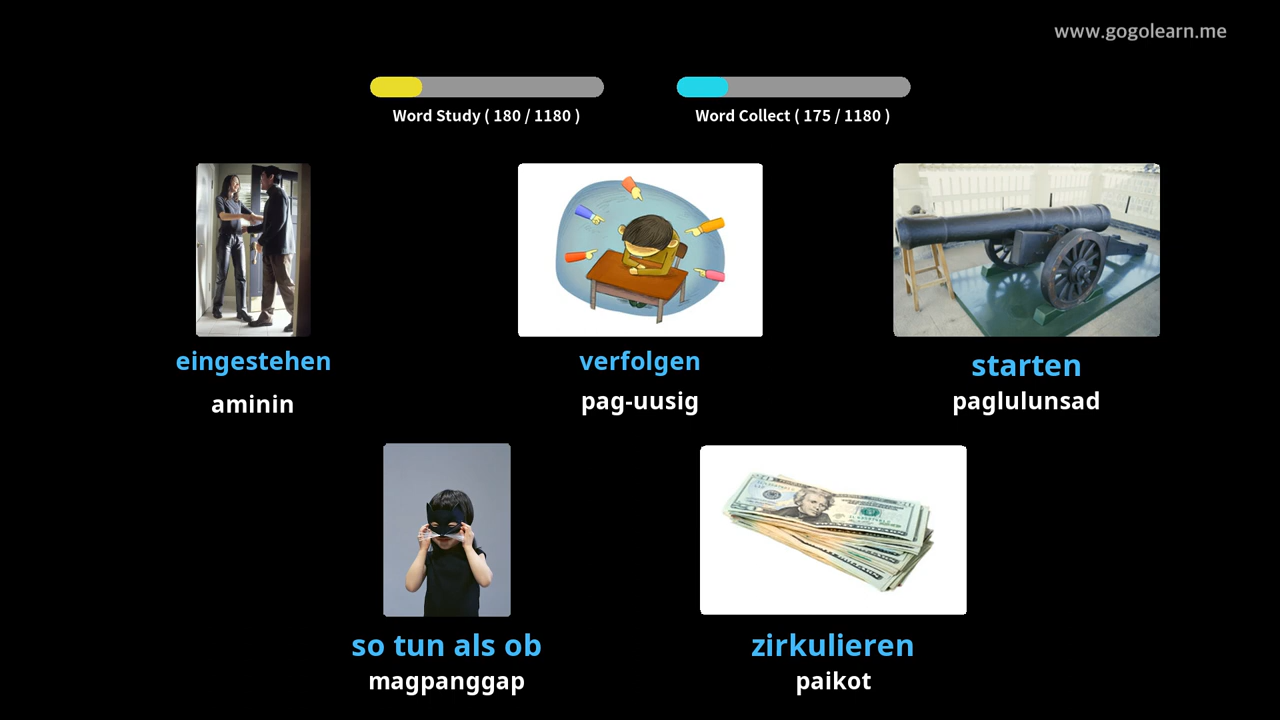 www.gogolearn.me
Word Study ( 180 / 1180 )
Word Collect ( 175 / 1180 )
eingestehen
aminin
verfolgen
pag-uusig
starten
paglulunsad
so tun als ob
magpanggap
zirkulieren
paikot